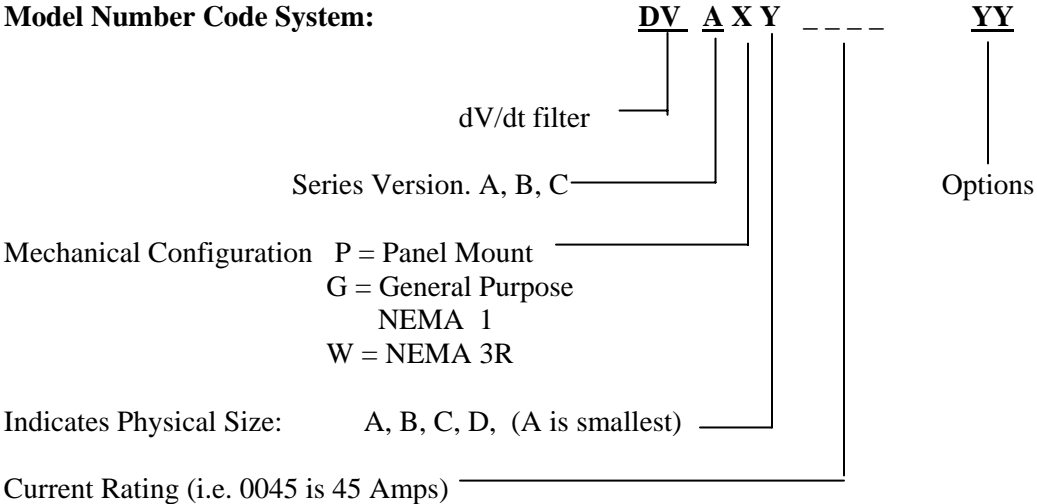 Model Number Code System: DV A X Y _ _ _ _ YY
dV/dt filter
Series Version. A, B, C
Options
Mechanical Configuration P = Panel Mount
G = General Purpose
NEMA 1
W = NEMA 3R
Indicates Physical Size: A, B, C, D, (A is smallest)
Current Rating (i.e. 0045 is 45 Amps)